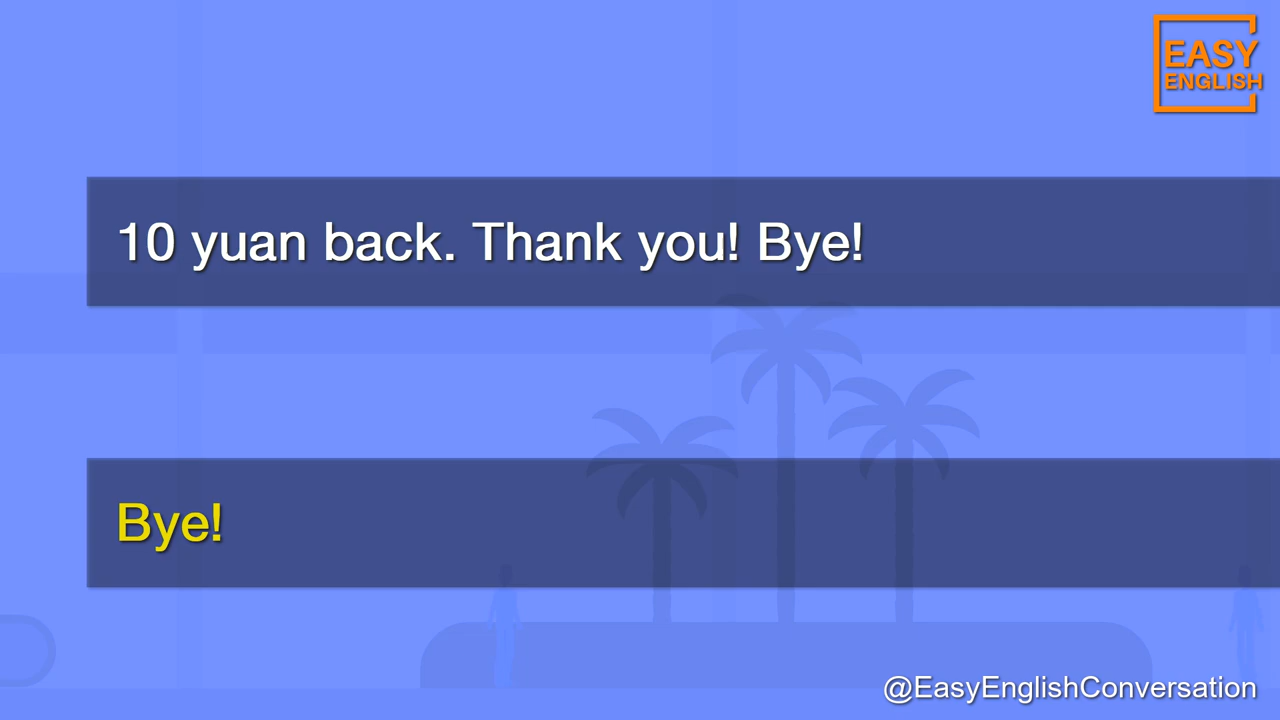 EASY
ENGLISH
10 yuan back. Thank you! Bye!
Bye!
@EasyEnglishConversation